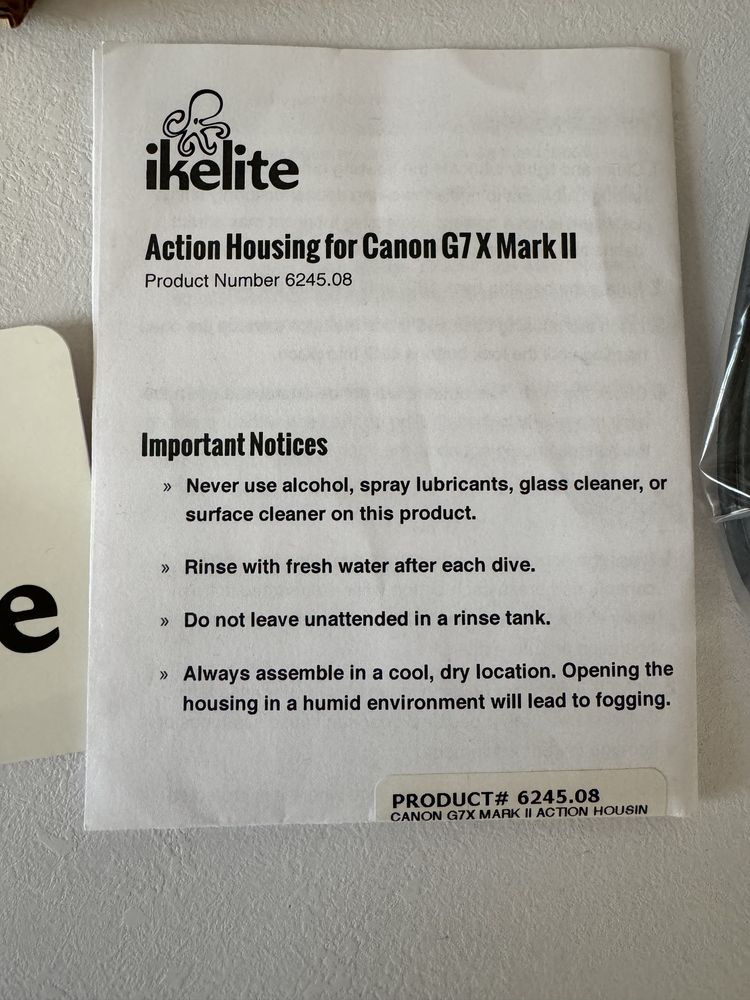 ikelite
Action Housing for Canon G7 X Mark II
Product Number 6245.08
Important Notices
» Never use alcohol, spray lubricants, glass cleaner, or
surface cleaner on this product.
» Rinse with fresh water after each dive.
» Do not leave unattended in a rinse tank.
» Always assemble in a cool, dry location. Opening the
housing in a humid environment will lead to fogging.
e
PRODUCT# 6245.08
CANON G7X MARK II ACTION HOUSIN